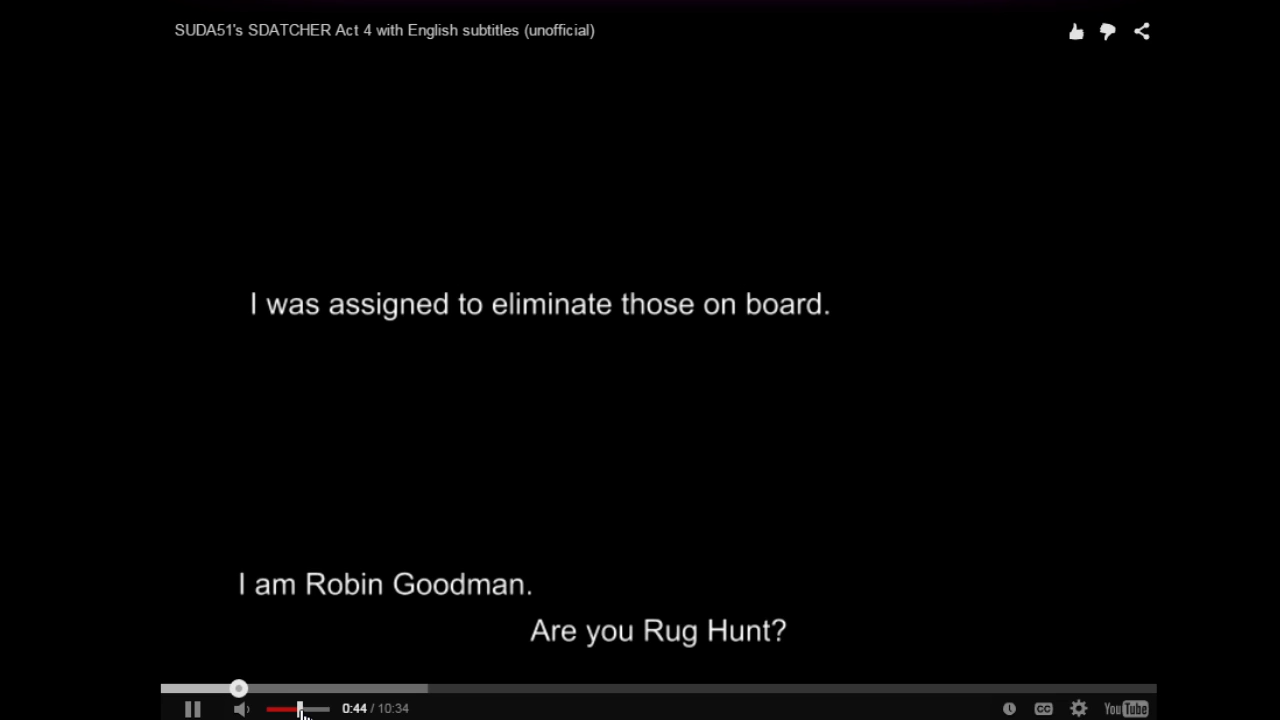 SUDA51's SDATCHER Act 4 with English subtitles (unofficial)
I was assigned to eliminate those on board.
I am Robin Goodman.
Are you Rug Hunt?
0:44 / 10:34
CC
YouTube